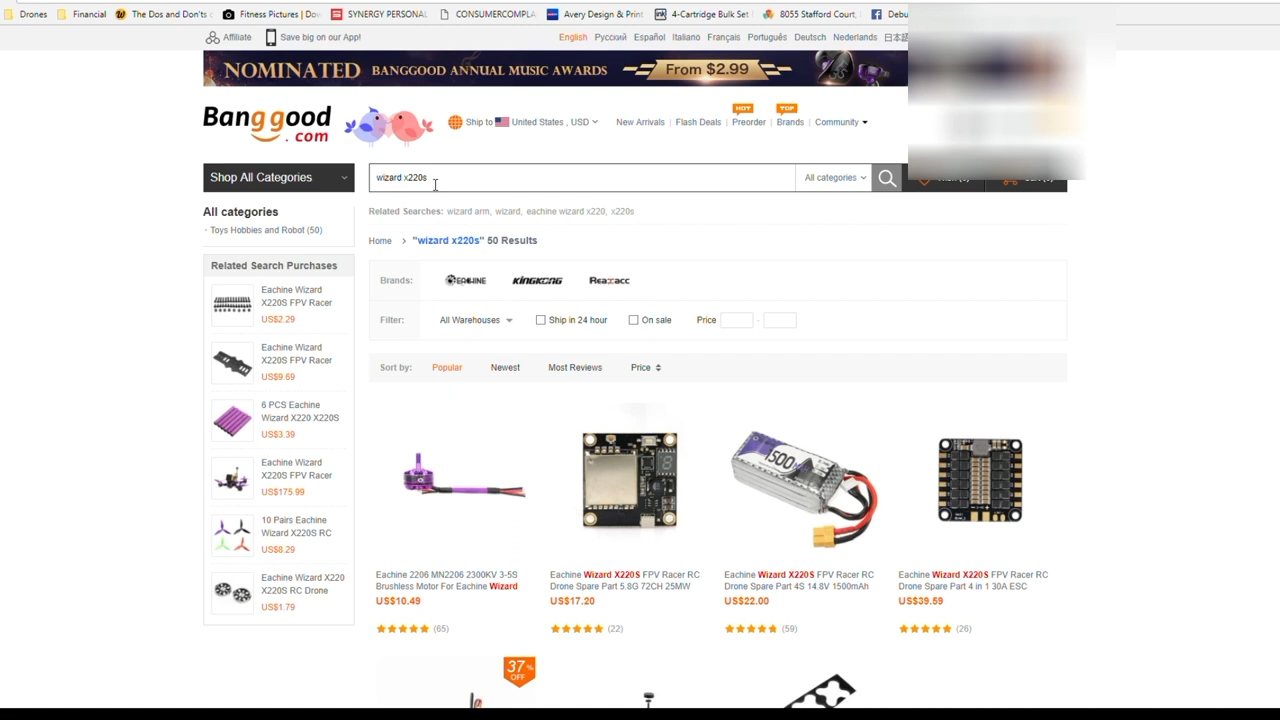 Drones Financial The Dos and Don'ts Fitness Pictures | Dow SYNERGY PERSONAL CONSUMERCOMPLA Avery Design & Print 4-Cartridge Bulk Set 8055 Stafford Court, Debu
Affiliate Save big on our App! English Русский Español Italiano Français Português Deutsch Nederlands 日本語
NOMINATED BANGGOOD ANNUAL MUSIC AWARDS From $2.99
Banggood.com
Ship to United States , USD New Arrivals Flash Deals HOT Preorder TOP Brands Community
Shop All Categories wizard x220s All categories
All categories
Related Searches: wizard arm, wizard, eachine wizard x220, x220s
Toys Hobbies and Robot (50)
Home > "wizard x220s" 50 Results
Related Search Purchases
Brands: EACHINE KINGKONG Reaxacc
Eachine Wizard
X220S FPV Racer
US$2.29
Filter: All Warehouses Ship in 24 hour On sale Price -
Eachine Wizard
X220S FPV Racer
US$9.69
Sort by: Popular Newest Most Reviews Price
6 PCS Eachine
Wizard X220 X220S
US$3.39
Eachine Wizard
X220S FPV Racer
US$175.99
10 Pairs Eachine
Wizard X220S RC
US$8.29
Eachine Wizard X220
X220S RC Drone
US$1.79
1500
Eachine 2206 MN2206 2300KV 3-5S
Brushless Motor For Eachine Wizard
US$10.49
(65)
Eachine Wizard X220S FPV Racer RC
Drone Spare Part 5.8G 72CH 25MW
US$17.20
(22)
Eachine Wizard X220S FPV Racer RC
Drone Spare Part 4S 14.8V 1500mAh
US$22.00
(59)
Eachine Wizard X220S FPV Racer RC
Drone Spare Part 4 in 1 30A ESC
US$39.59
(26)
37% OFF